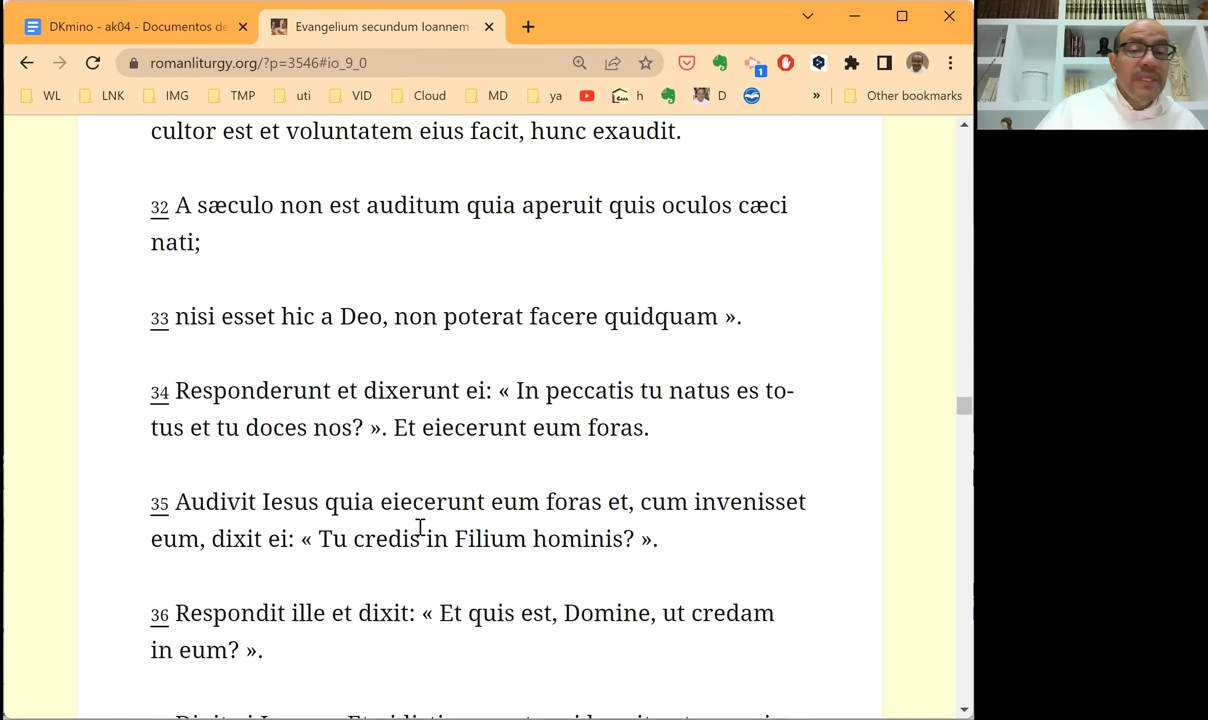 DKmino - ak04 - Documentos de
Evangelium secundum Ioannem
romanliturgy.org/?p=3546#io_9_0
1
WL LNK IMG TMP uti VID Cloud MD ya h D » Other bookmarks
cultor est et voluntatem eius facit, hunc exaudit.
32 A sæculo non est auditum quia aperuit quis oculos cæci
nati;
33 nisi esset hic a Deo, non poterat facere quidquam ».
34 Responderunt et dixerunt ei: « In peccatis tu natus es to-
tus et tu doces nos? ». Et eiecerunt eum foras.
35 Audivit Iesus quia eiecerunt eum foras et, cum invenisset
eum, dixit ei: « Tu credis in Filium hominis? ».
36 Respondit ille et dixit: « Et quis est, Domine, ut credam
in eum? ».